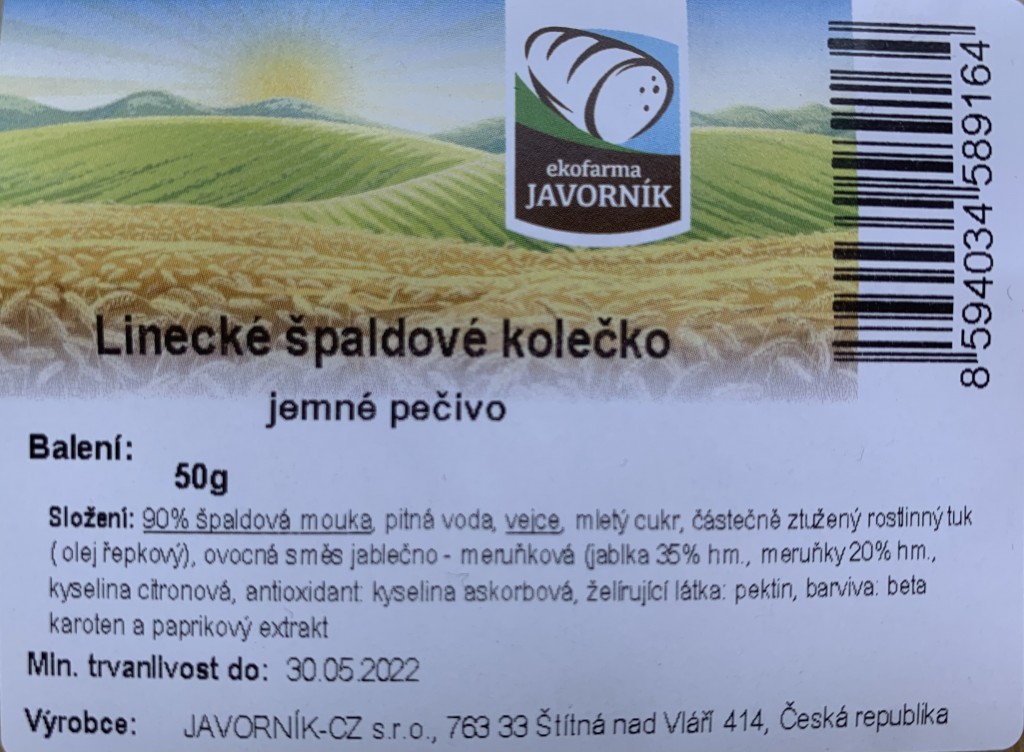 ekofarma
JAVORNÍK
8 594034 589164
Linecké špaldové kolečko
jemné pečivo
Balení:
50g
Složení: 90% špaldová mouka, pitná voda, vejce, mletý cukr, částečně ztužený rostlinný tuk
( olej řepkový), ovocná směs jablečno - meruňková (jablka 35% hm., meruňky 20% hm.,
kyselina citronová, antioxidant: kyselina askorbová, želírující látka: pektin, barviva: beta
karoten a paprikový extrakt
Min. trvanlivost do: 30.05.2022
Výrobce: JAVORNÍK-CZ s.r.o., 763 33 Štítná nad Vláří 414, Česká republika